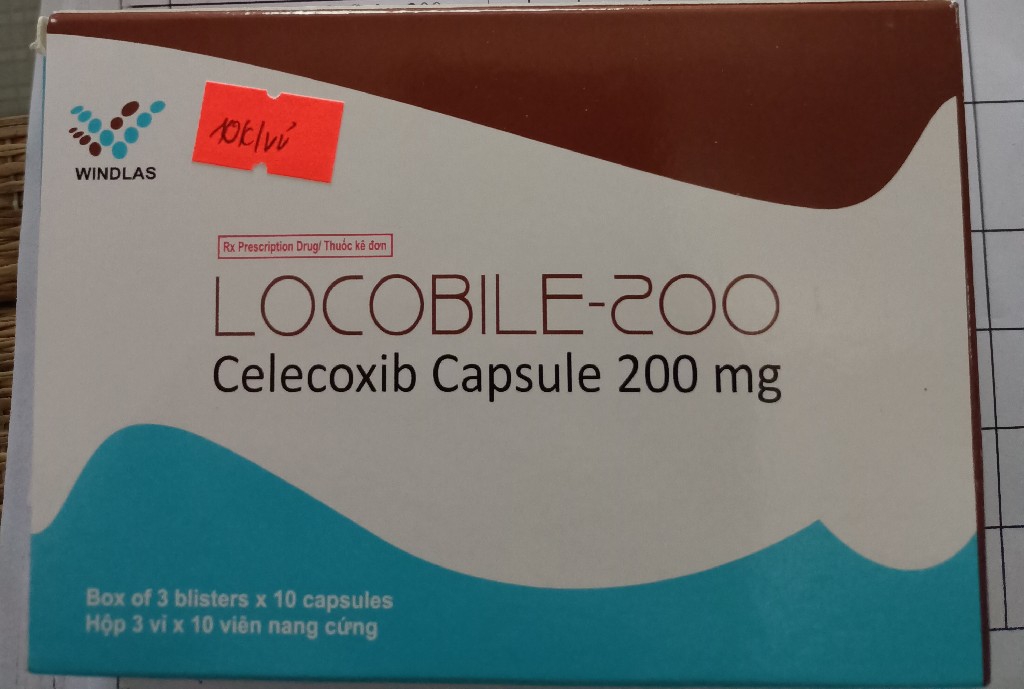 WINDLAS
10k/vỉ
Rx Prescription Drug/ Thuốc kê đơn
LOCOBILE-200
Celecoxib Capsule 200 mg
Box of 3 blisters x 10 capsules
Hộp 3 vỉ x 10 viên nang cứng